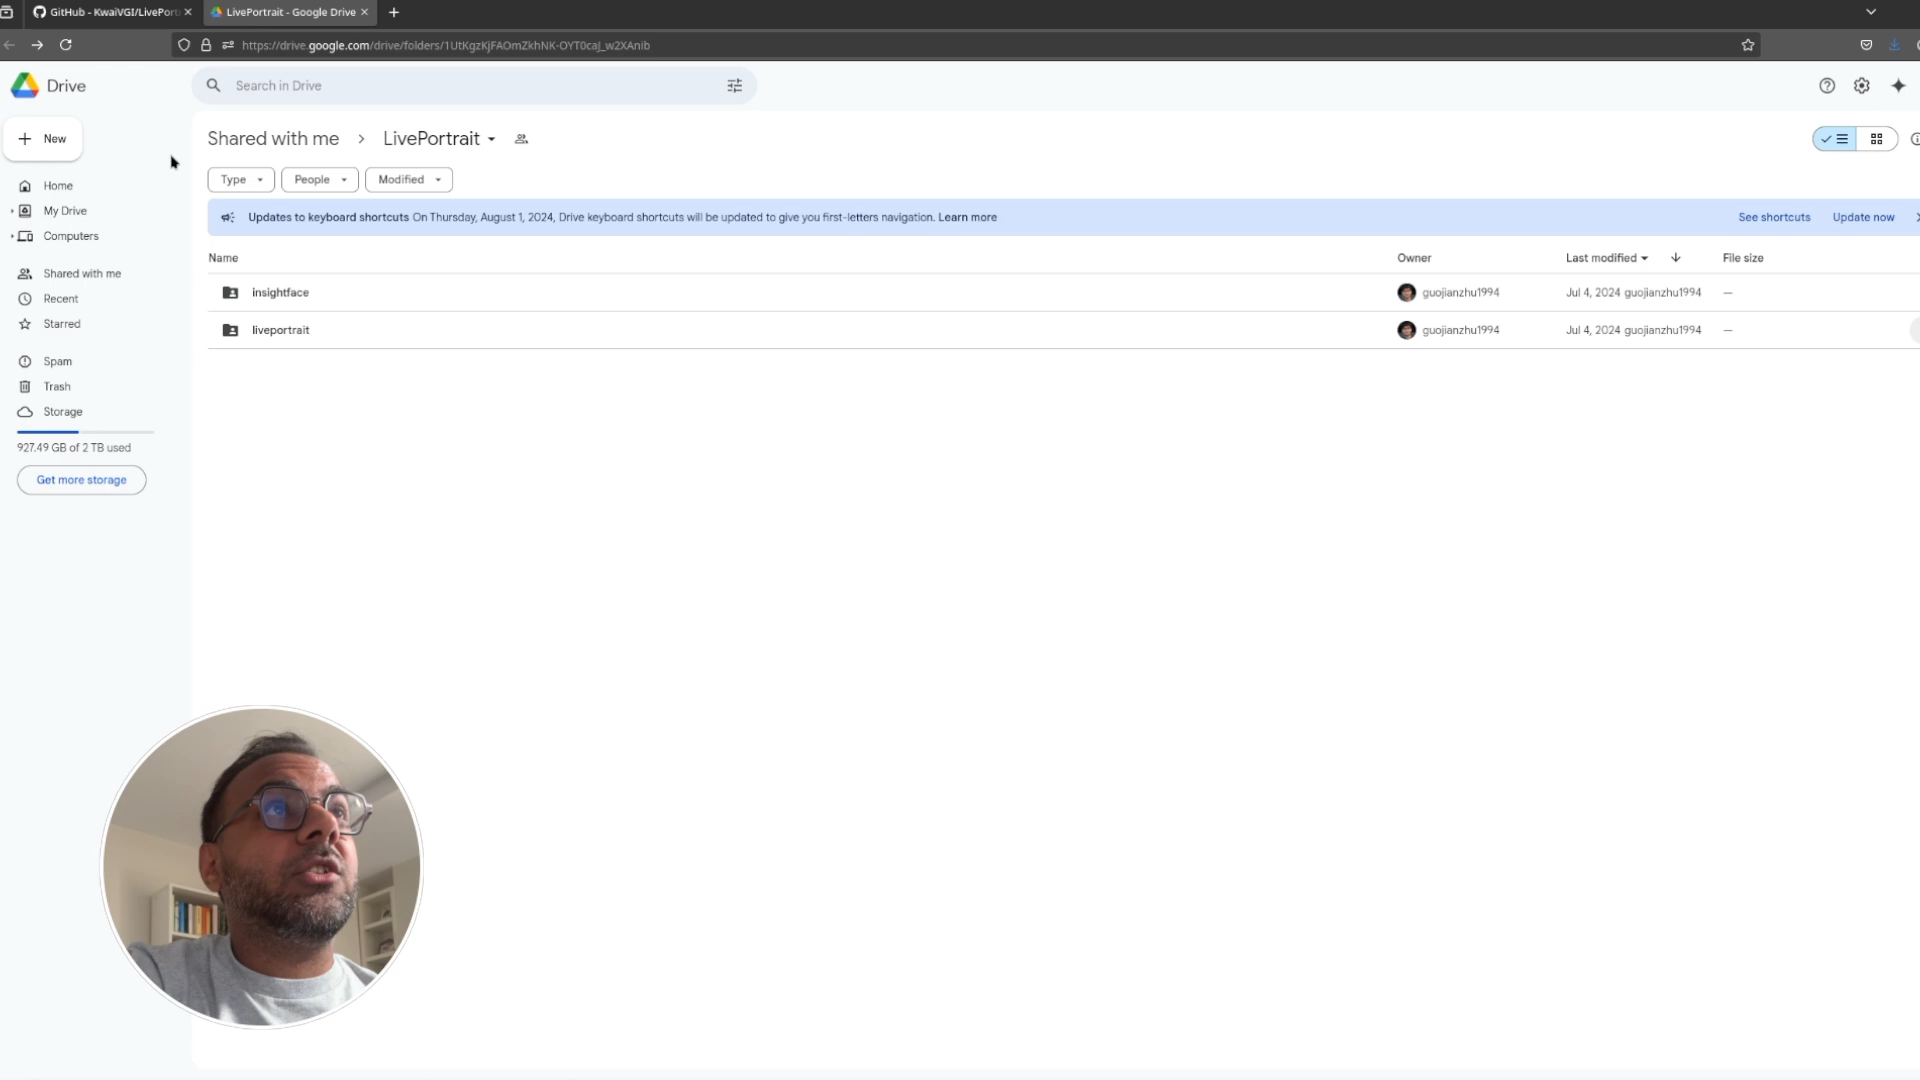 GitHub - KwaiVGI/LivePort
LivePortrait - Google Drive
https://drive.google.com/drive/folders/1UtKgzKjFAOmZkhNK-OYT0caJ_w2XAnib
Drive
Search in Drive
New
Shared with me > LivePortrait
Type People Modified
Updates to keyboard shortcuts On Thursday, August 1, 2024, Drive keyboard shortcuts will be updated to give you first-letters navigation. Learn more See shortcuts Update now
Name Owner Last modified File size
insightface guojianzhu1994 Jul 4, 2024 guojianzhu1994 —
liveportrait guojianzhu1994 Jul 4, 2024 guojianzhu1994 —
Home
My Drive
Computers
Shared with me
Recent
Starred
Spam
Trash
Storage
927.49 GB of 2 TB used
Get more storage